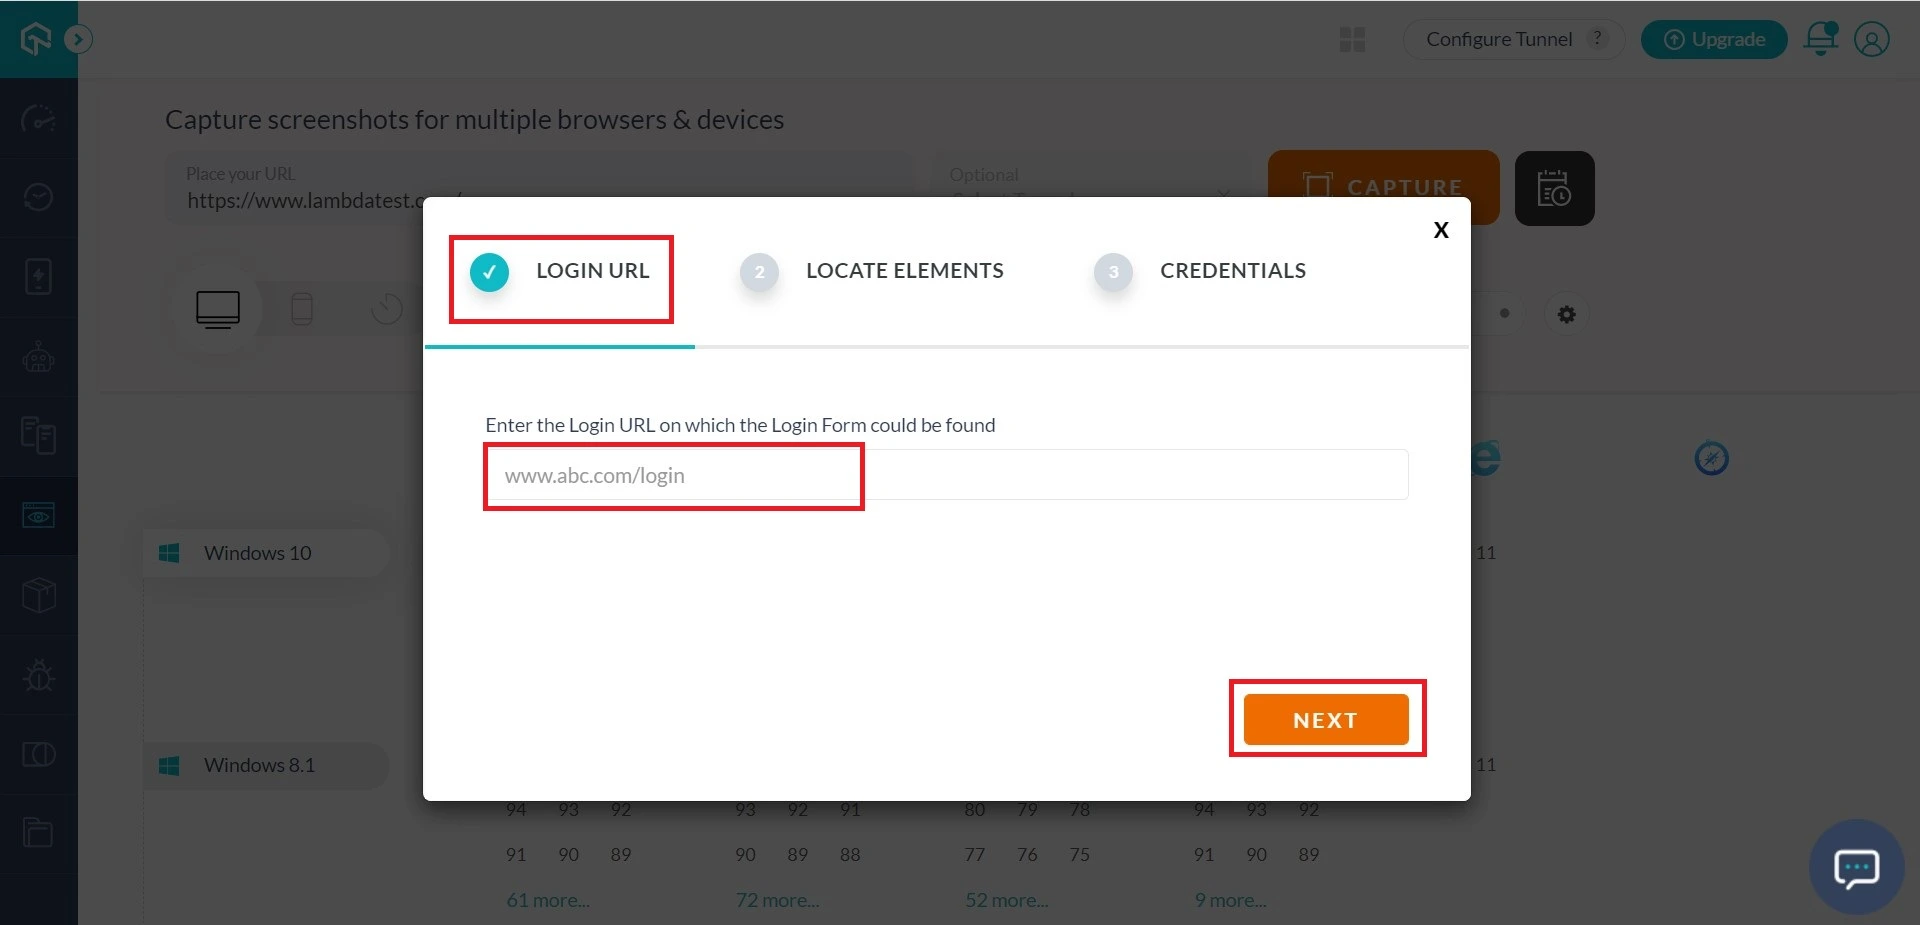 Configure Tunnel ?
Upgrade
Capture screenshots for multiple browsers & devices
Place your URL
https://www.lambdatest.c
Optional
CAPTURE
X
LOGIN URL
2 LOCATE ELEMENTS
3 CREDENTIALS
Enter the Login URL on which the Login Form could be found
www.abc.com/login
Windows 10
11
NEXT
Windows 8.1
11
94 93 92 93 92 91 80 79 78 94 93 92
91 90 89 90 89 88 77 76 75 91 90 89
61 more... 72 more... 52 more... 9 more...